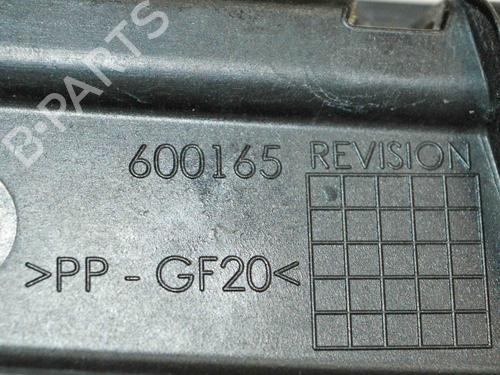 B-PARTS
600165 REVISION
>PP - GF20<